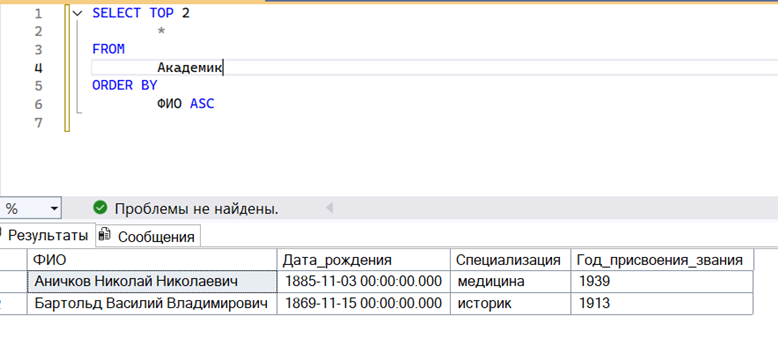 1 SELECT TOP 2
2 *
3 FROM
4 Академик
5 ORDER BY
6 ФИО ASC
7
% Проблемы не найдены.
Результаты Сообщения
ФИО Дата_рождения Специализация Год_присвоения_звания
Аничков Николай Николаевич 1885-11-03 00:00:00.000 медицина 1939
Бартольд Василий Владимирович 1869-11-15 00:00:00.000 историк 1913